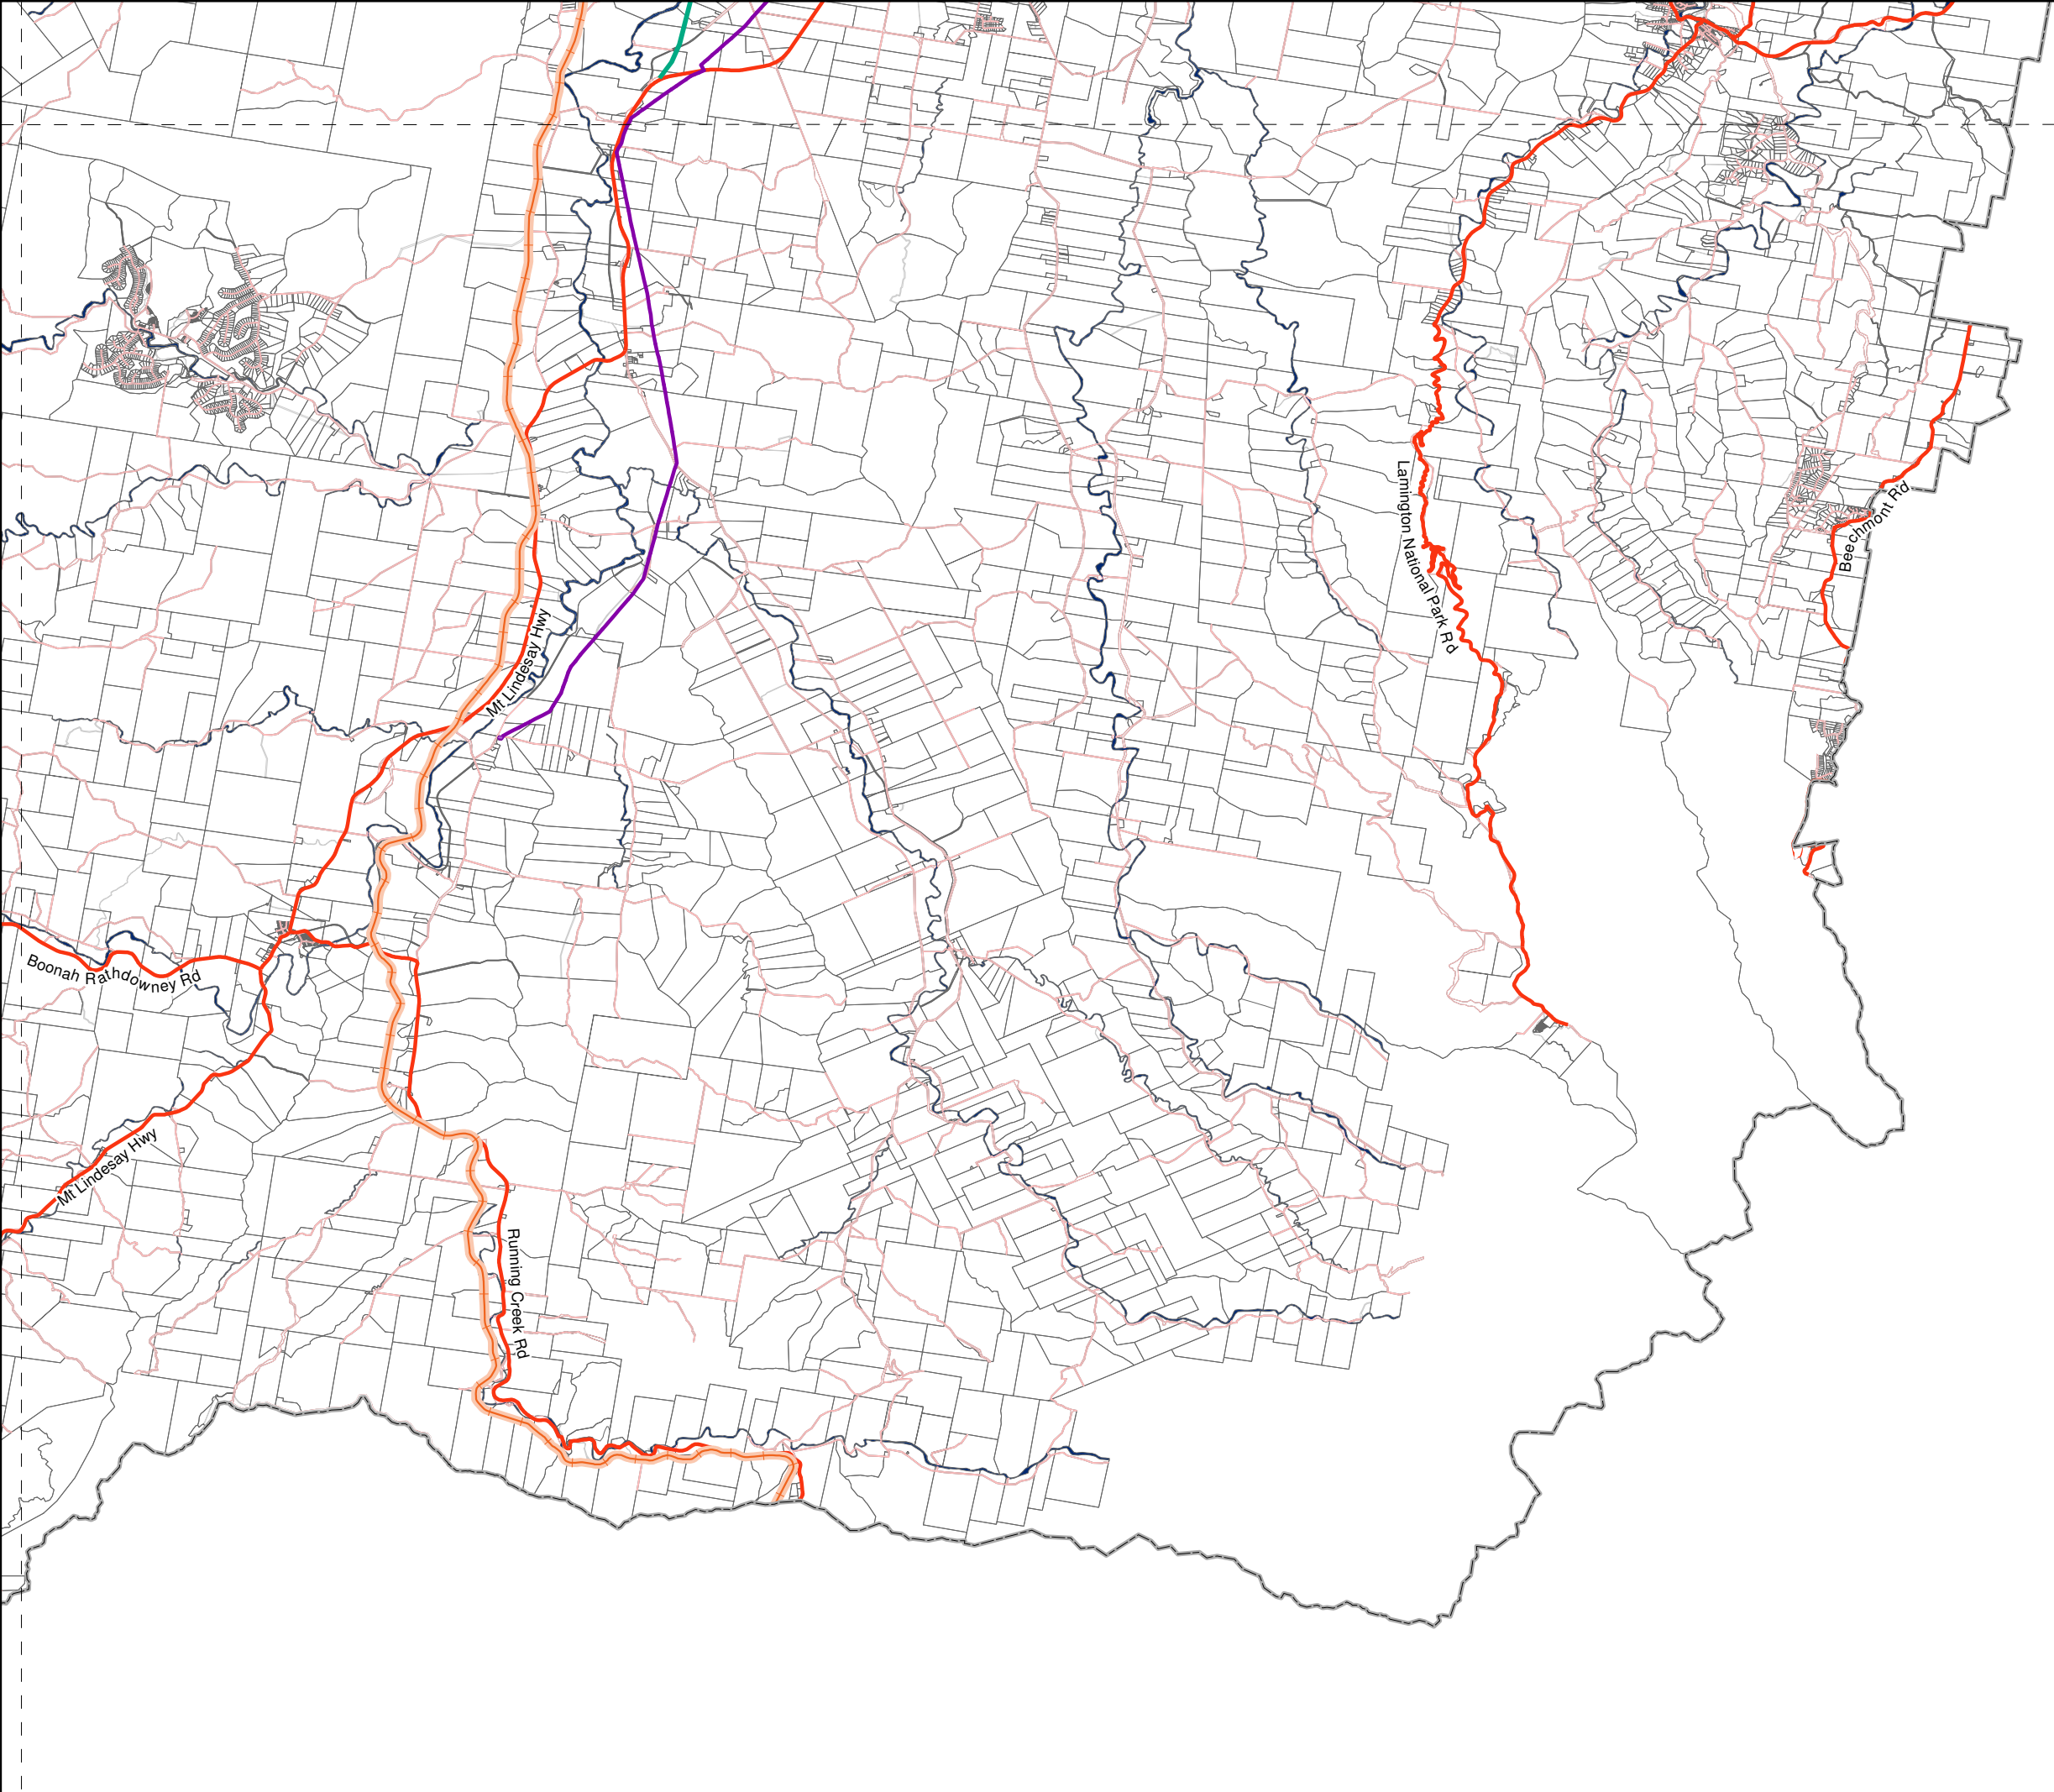 Lamington National Park Rd
Beechmont Rd
Mt Lindesay Hwy
Boonah Rathdowney Rd
Mt Lindesay Hwy
Running Creek Rd